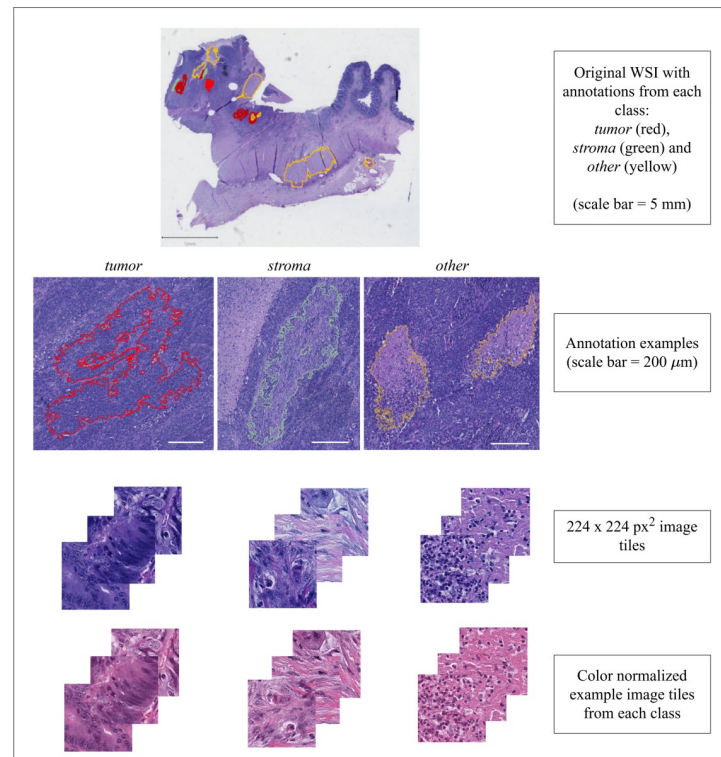 Original WSI with
annotations from each
class:
tumor (red),
stroma (green) and
other (yellow)
(scale bar = 5 mm)
tumor
stroma
other
Annotation examples
(scale bar = 200 μm)
224 x 224 px² image
tiles
Color normalized
example image tiles
from each class